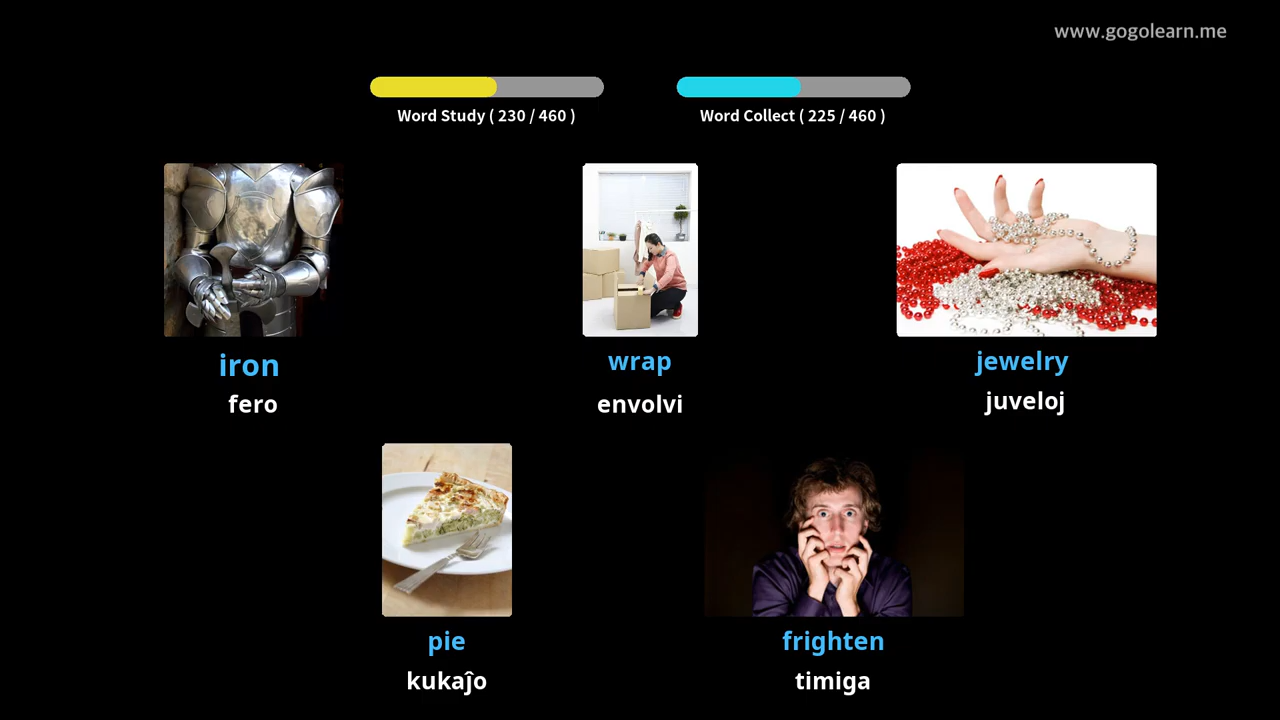 www.gogolearn.me
Word Study ( 230 / 460 )
Word Collect ( 225 / 460 )
iron
fero
wrap
envolvi
jewelry
juveloj
pie
kukaĵo
frighten
timiga